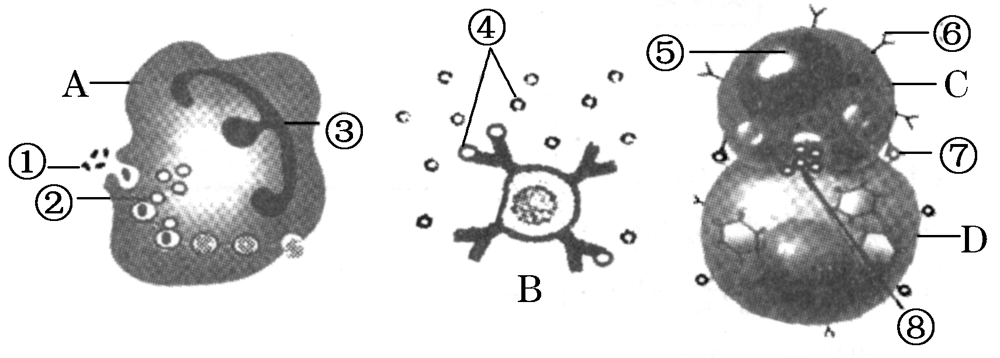 A
①
②
③
④
B
⑤
⑥
C
⑦
D
⑧